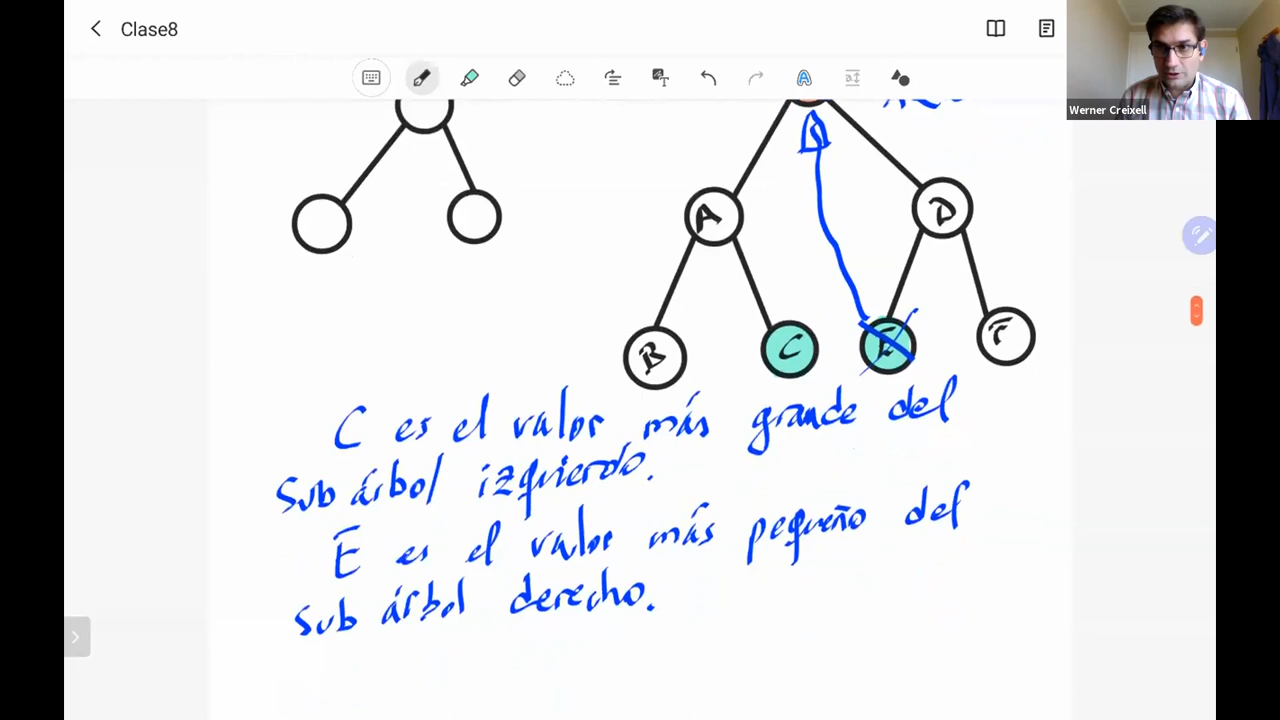 Clase8
Werner Creixell
A
D
B
C
E
F
C es el valor más grande del
Sub árbol izquierdo.
E es el valor más pequeño del
Sub árbol derecho.